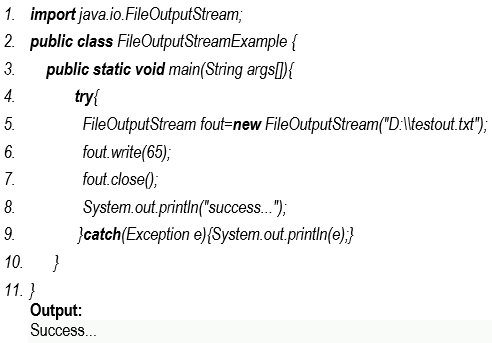 1. import java.io.FileOutputStream;
2. public class FileOutputStreamExample {
3. public static void main(String args[]){
4. try{
5. FileOutputStream fout=new FileOutputStream("D:\\testout.txt");
6. fout.write(65);
7. fout.close();
8. System.out.println("success...");
9. }catch(Exception e){System.out.println(e);}
10. }
11. }
Output:
Success...